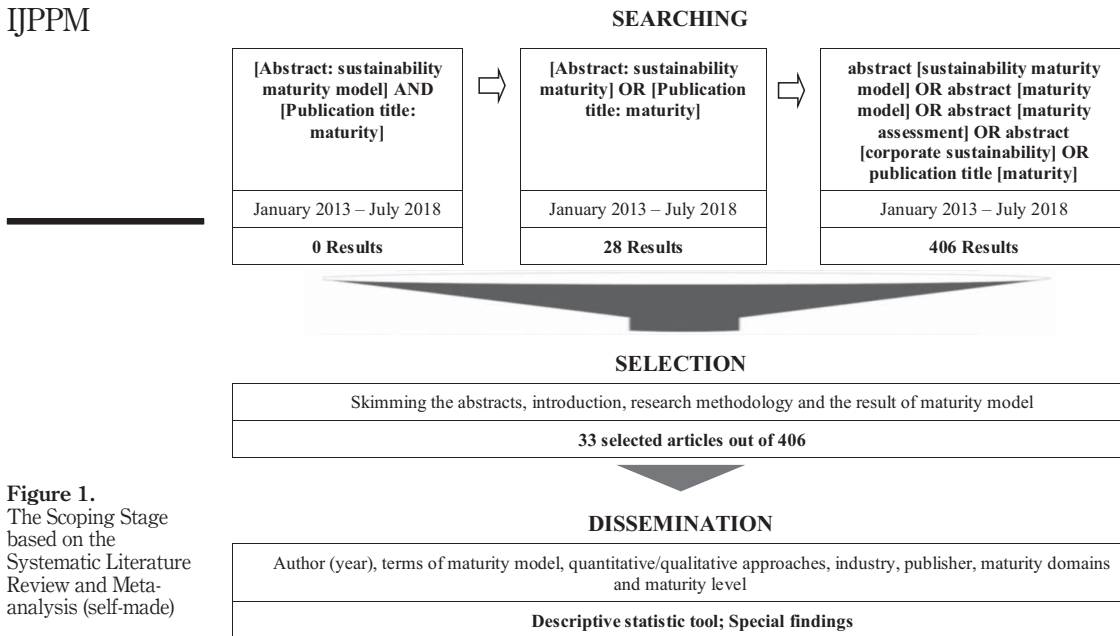 IJPPM
SEARCHING
[Abstract: sustainability
maturity model] AND
[Publication title:
maturity]
January 2013 – July 2018
0 Results
[Abstract: sustainability
maturity] OR [Publication
title: maturity]
January 2013 – July 2018
28 Results
abstract [sustainability maturity
model] OR abstract [maturity
model] OR abstract [maturity
assessment] OR abstract
[corporate sustainability] OR
publication title [maturity]
January 2013 – July 2018
406 Results
SELECTION
Skimming the abstracts, introduction, research methodology and the result of maturity model
33 selected articles out of 406
DISSEMINATION
Author (year), terms of maturity model, quantitative/qualitative approaches, industry, publisher, maturity domains
and maturity level
Descriptive statistic tool; Special findings
Figure 1.
The Scoping Stage
based on the
Systematic Literature
Review and Meta-
analysis (self-made)